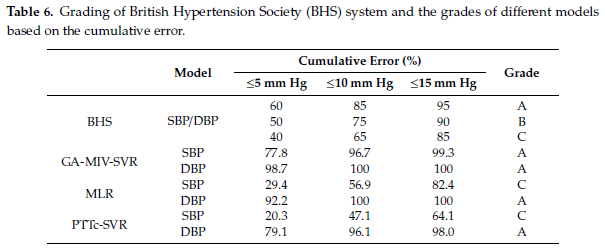 Table 6. Grading of British Hypertension Society (BHS) system and the grades of different models
based on the cumulative error.
Model Cumulative Error (%) Grade
≤5 mm Hg ≤10 mm Hg ≤15 mm Hg
BHS SBP/DBP 60 85 95 A
50 75 90 B
40 65 85 C
GA-MIV-SVR SBP 77.8 96.7 99.3 A
DBP 98.7 100 100 A
MLR SBP 29.4 56.9 82.4 C
DBP 92.2 100 100 A
PTTc-SVR SBP 20.3 47.1 64.1 C
DBP 79.1 96.1 98.0 A